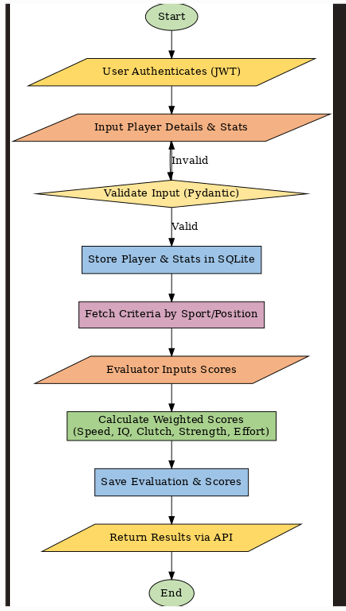 Start
User Authenticates (JWT)
Input Player Details & Stats
Invalid
Validate Input (Pydantic)
Valid
Store Player & Stats in SQLite
Fetch Criteria by Sport/Position
Evaluator Inputs Scores
Calculate Weighted Scores
(Speed, IQ, Clutch, Strength, Effort)
Save Evaluation & Scores
Return Results via API
End